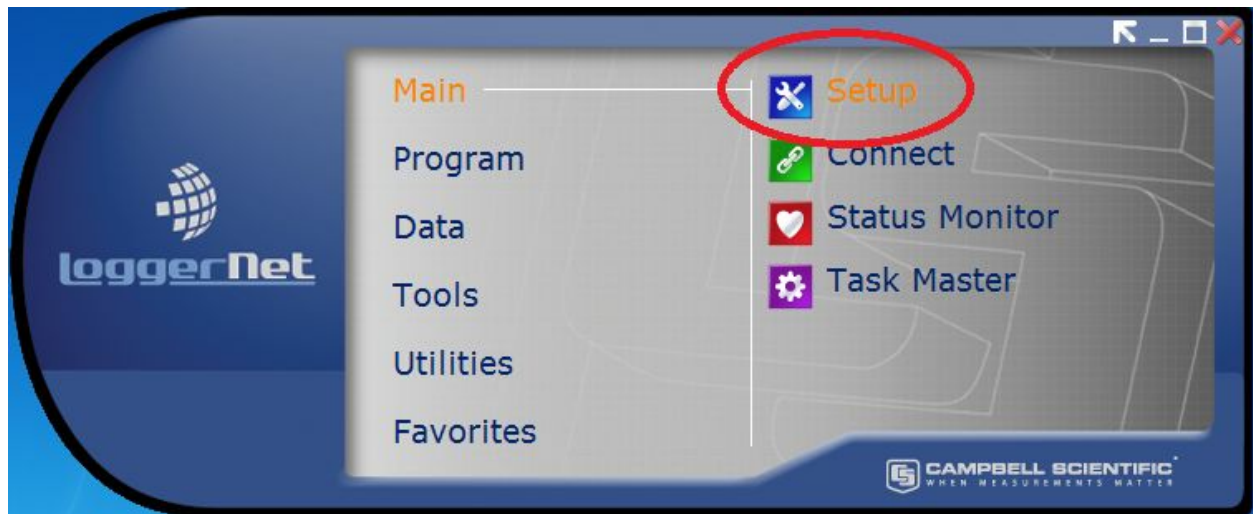 Main
Setup
Program
Connect
Data
Status Monitor
Tools
Task Master
Utilities
Favorites
LoggerNet
CAMPBELL SCIENTIFIC
WHEN MEASUREMENTS MATTER